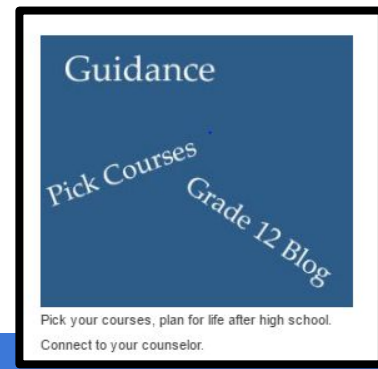 Guidance
Pick Courses
Grade 12 Blog
Pick your courses, plan for life after high school.
Connect to your counselor.